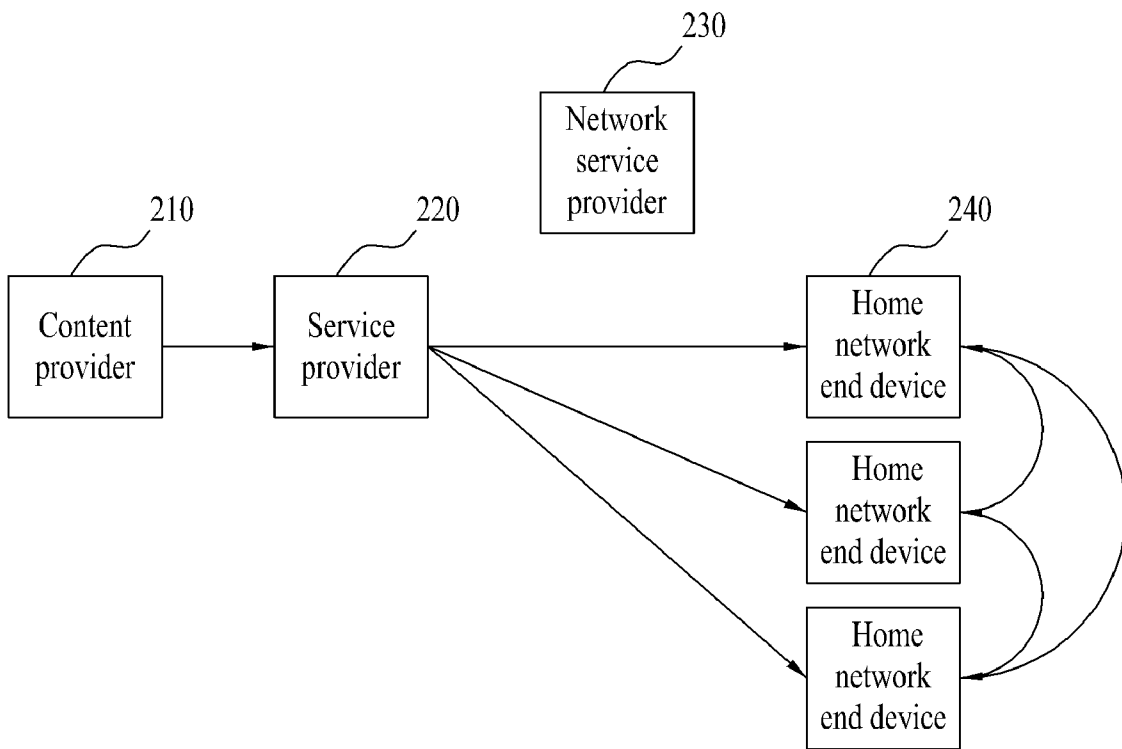 230
Network
service
provider
210
220
240
Content
provider
Service
provider
Home
network
end device
Home
network
end device
Home
network
end device